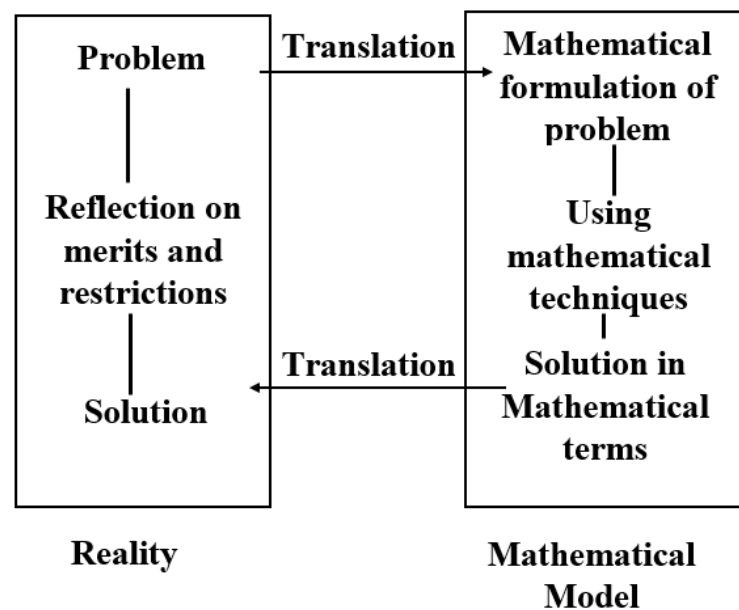 Problem
Reflection on
merits and
restrictions
Solution
Reality
Translation
Translation
Mathematical
formulation of
problem
Using
mathematical
techniques
Solution in
Mathematical
terms
Mathematical
Model